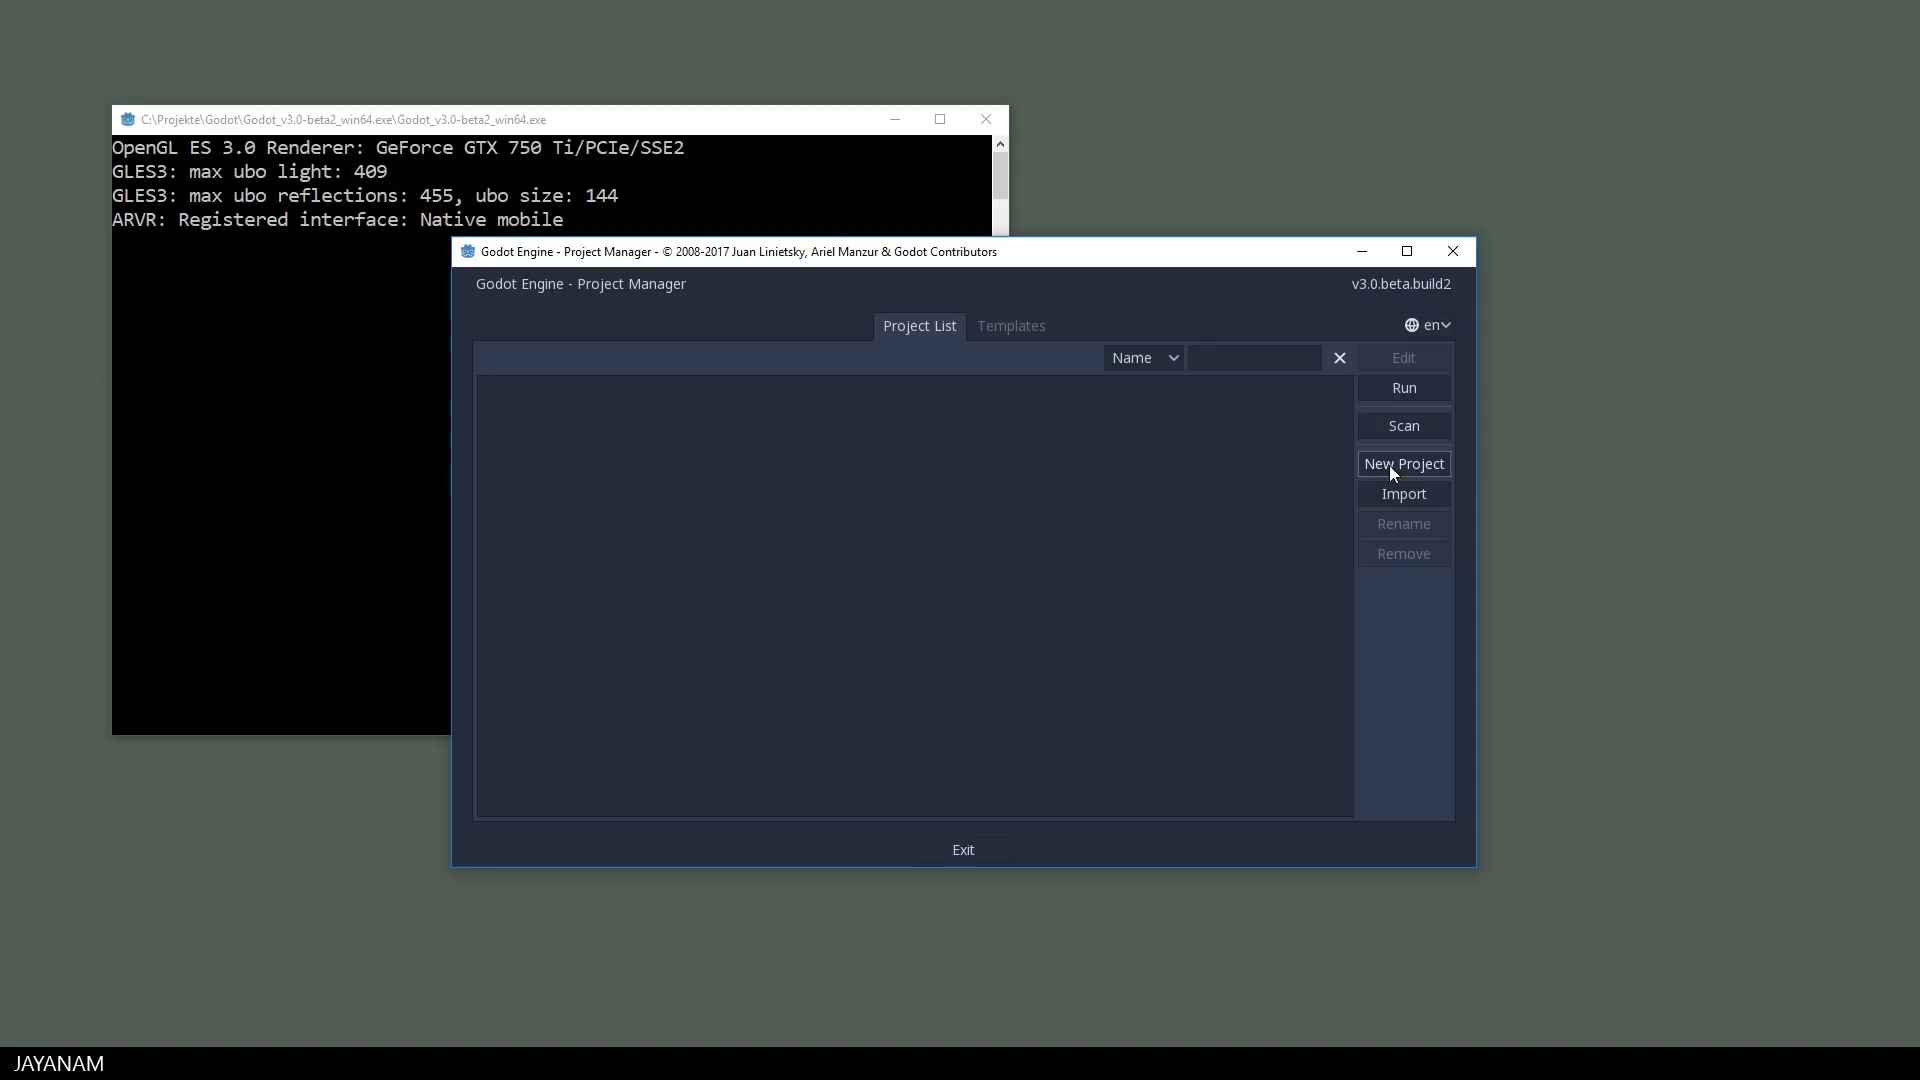 C:\Projekte\Godot\Godot_v3.0-beta2_win64.exe\Godot_v3.0-beta2_win64.exe
OpenGL ES 3.0 Renderer: GeForce GTX 750 Ti/PCIe/SSE2
GLES3: max ubo light: 409
GLES3: max ubo reflections: 455, ubo size: 144
ARVR: Registered interface: Native mobile
Godot Engine - Project Manager - © 2008-2017 Juan Linietsky, Ariel Manzur & Godot Contributors
Godot Engine - Project Manager v3.0.beta.build2
Project List Templates en
Name Edit
Run
Scan
New Project
Import
Rename
Remove
Exit
JAYANAM